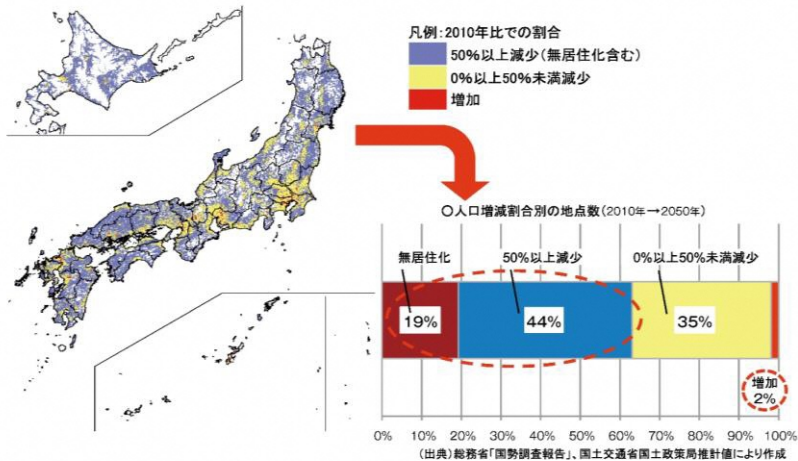 凡例:2010年比での割合
50%以上減少(無居住化含む)
0%以上50%未満減少
増加
〇人口増減割合別の地点数(2010年→2050年)
無居住化
50%以上減少
0%以上50%未満減少
19%
44%
35%
増加
2%
0% 10% 20% 30% 40% 50% 60% 70% 80% 90% 100%
(出典)総務省「国勢調査報告」、国土交通省国土政策局推計値により作成